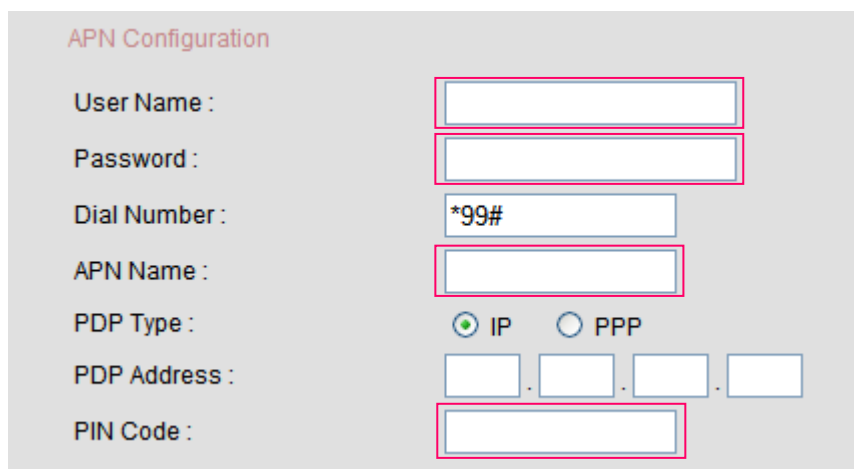 APN Configuration
User Name :
Password :
Dial Number : *99#
APN Name :
PDP Type : IP PPP
PDP Address : . . .
PIN Code :